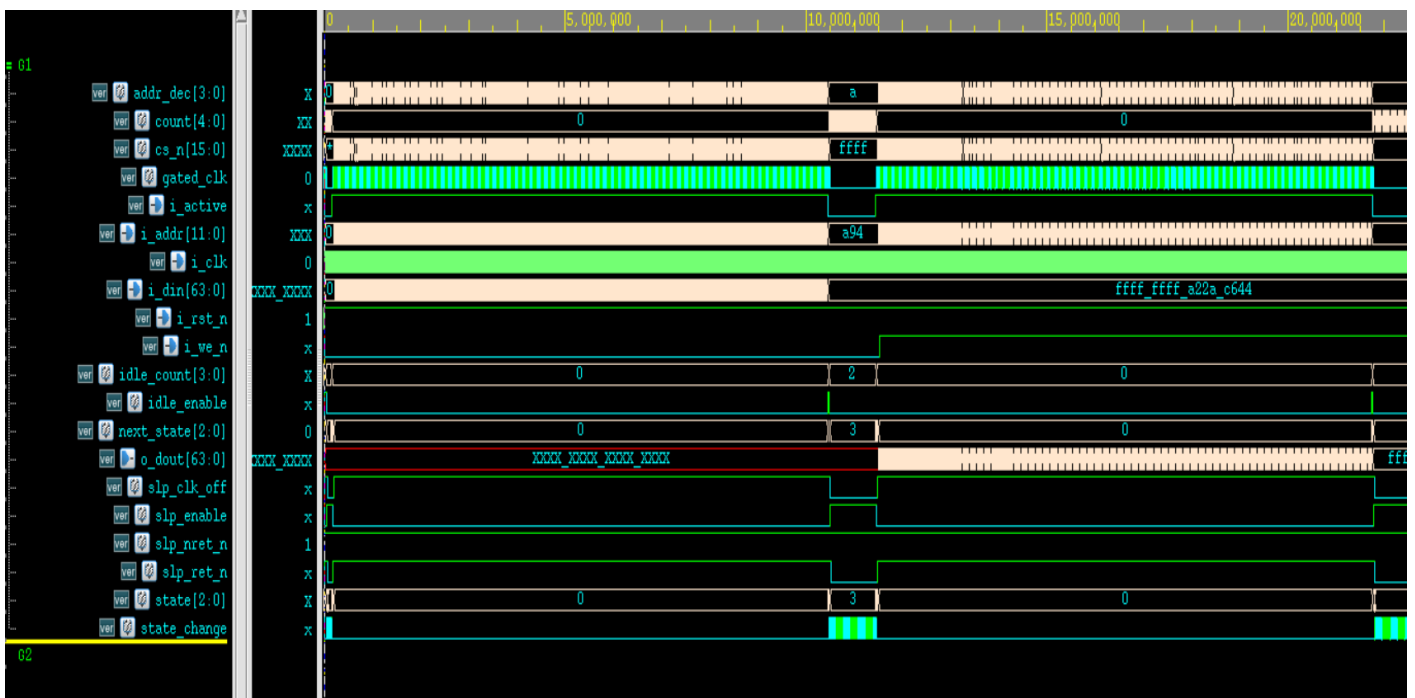 0 5,000,000 10,000,000 15,000,000 20,000,000
G1
ver addr_dec[3:0] X 0 a
ver count[4:0] XX 0 0
ver cs_n[15:0] XXXX * ffff
ver gated_clk 0
ver i_active x
ver i_addr[11:0] XXX 0 a94
ver i_clk 0
ver i_din[63:0] XXX_XXXX 0 ffff_ffff_a22a_c644
ver i_rst_n 1
ver i_we_n x
ver idle_count[3:0] X 0 2 0
ver idle_enable x
ver next_state[2:0] 0 0 3 0
ver o_dout[63:0] XXX_XXXX XXXX_XXXX_XXXX_XXXX fff
ver slp_clk_off x
ver slp_enable x
ver slp_nret_n 1
ver slp_ret_n x
ver state[2:0] X 0 3 0
ver state_change x
G2